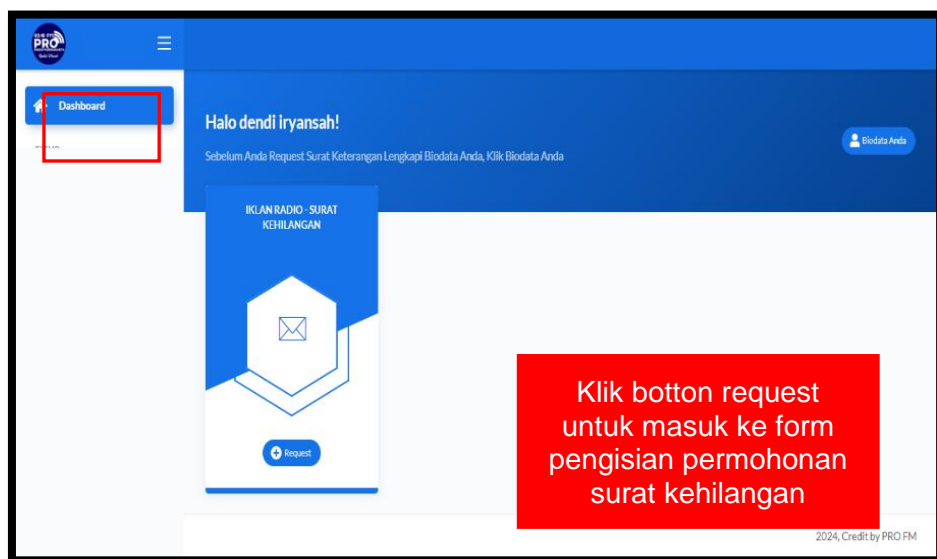 PRO
Dashboard
Halo dendi iryansah!
Sebelum Anda Request Surat Keterangan Lengkapi Biodata Anda, Klik Biodata Anda
Biodata Anda
IKLAN RADIO - SURAT
KEHILANGAN
Request
Klik botton request
untuk masuk ke form
pengisian permohonan
surat kehilangan
2024, Credit by PRO FM